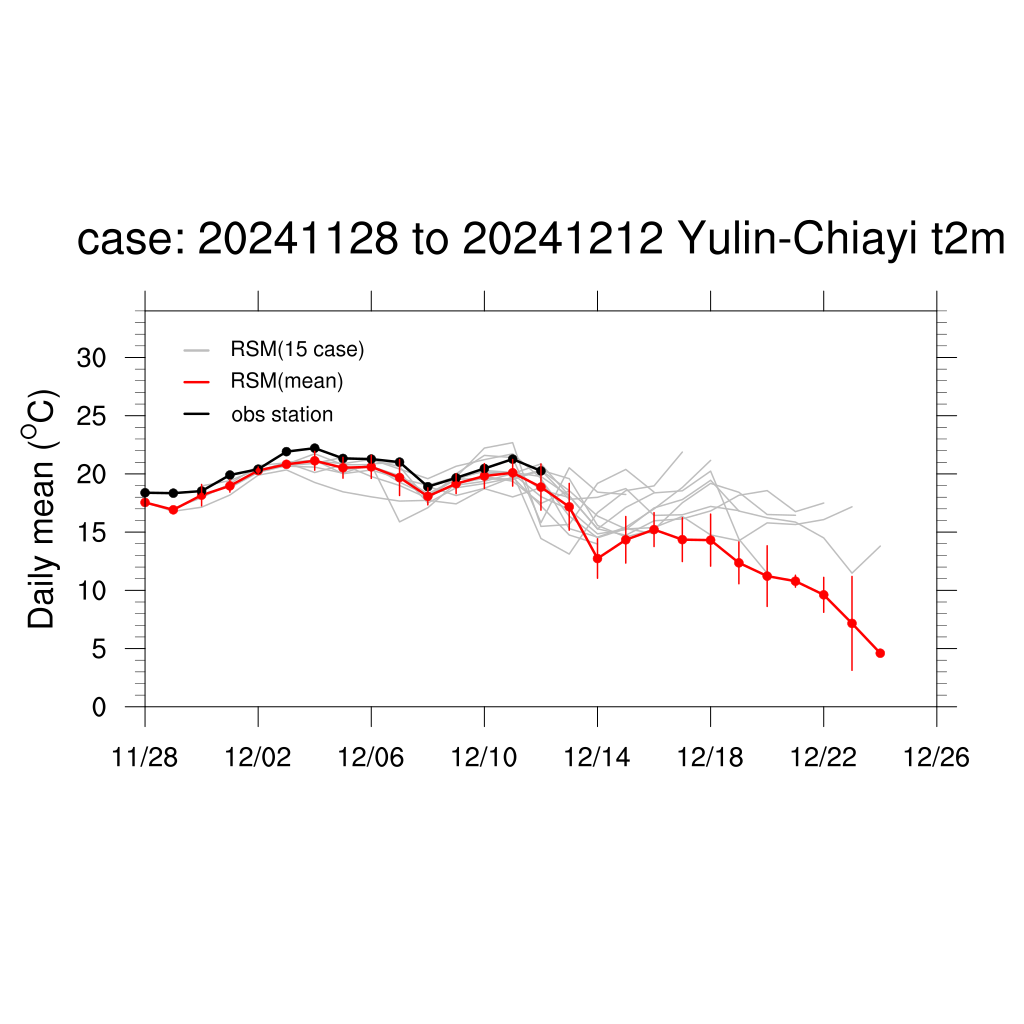 case: 20241128 to 20241212 Yulin-Chiayi t2m
Daily mean (°C)
RSM(15 case)
RSM(mean)
obs station
30
25
20
15
10
5
0
11/28 12/02 12/06 12/10 12/14 12/18 12/22 12/26